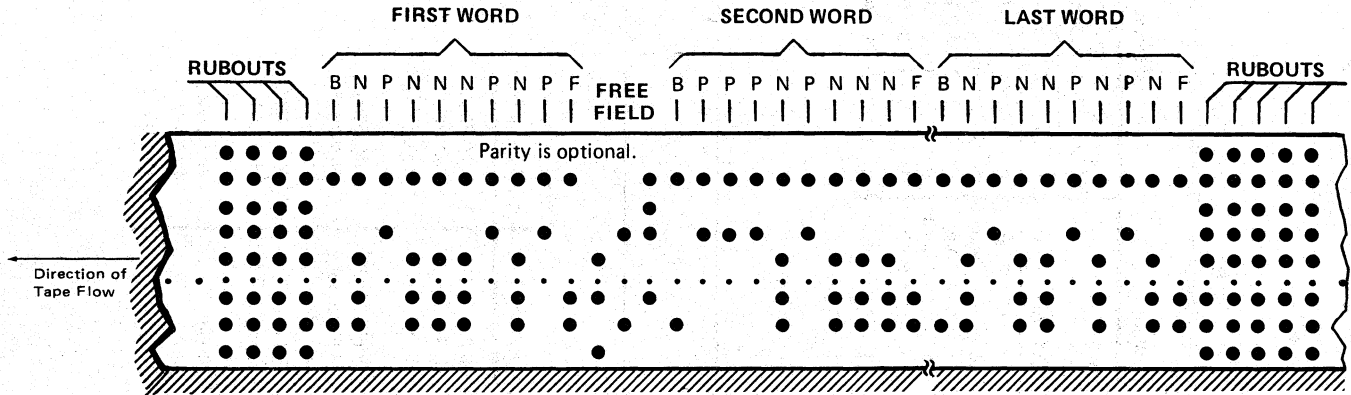 FIRST WORD SECOND WORD LAST WORD
RUBOUTS B N P N N N P N P F FREE FIELD B P P P N P N N N F B N P N N P N P N F RUBOUTS
Parity is optional.
Direction of
Tape Flow